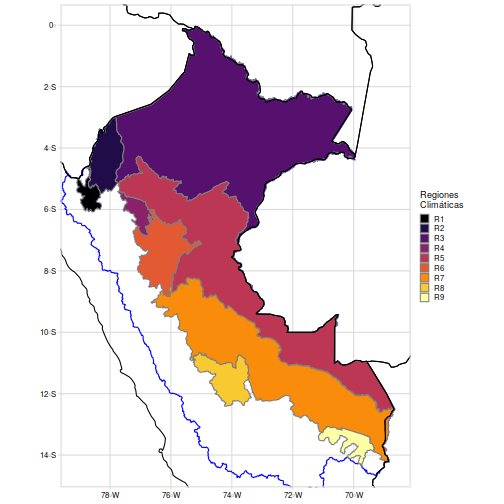 0
2◦S
4◦S
6◦S
8◦S
10◦S
12◦S
14◦S
78◦W
76◦W
74◦W
72◦W
70◦W
Regiones
Climáticas
R1
R2
R3
R4
R5
R6
R7
R8
R9